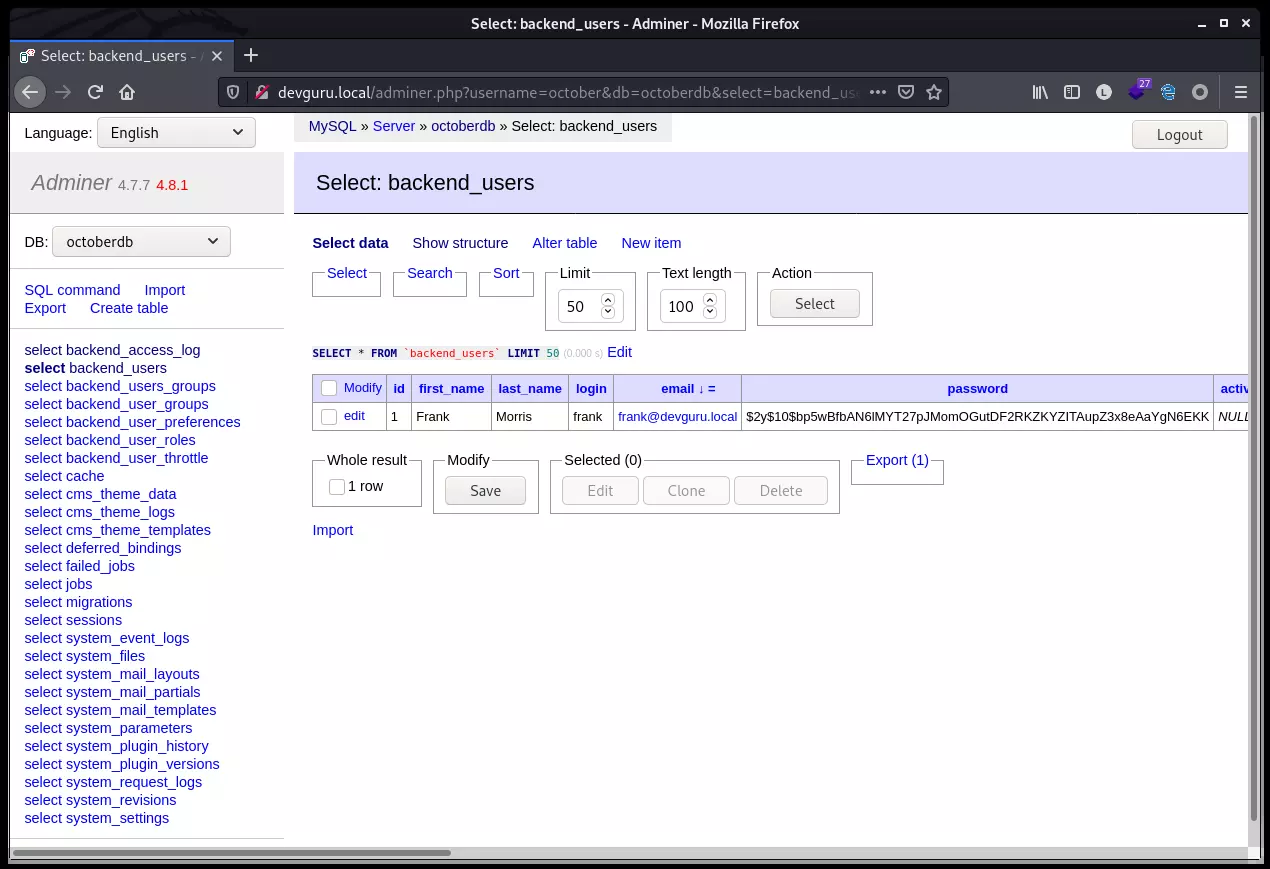 Select: backend_users - Adminer - Mozilla Firefox
Select: backend_users -
devguru.local/adminer.php?username=october&db=octoberdb&select=backend_us
27
Language: English
MySQL » Server » octoberdb » Select: backend_users
Logout
Adminer 4.7.7 4.8.1
Select: backend_users
DB: octoberdb
Select data Show structure Alter table New item
Select Search Sort Limit Text length Action
50 100 Select
SQL command Import
Export Create table
SELECT * FROM `backend_users` LIMIT 50 (0.000 s) Edit
Modify id first_name last_name login email ↓ = password activ
edit 1 Frank Morris frank frank@devguru.local $2y$10$bp5wBfbAN6lMYT27pJMomOGutDF2RKZKYZITAupZ3x8eAaYgN6EKK NULL
Whole result Modify Selected (0) Export (1)
1 row Save Edit Clone Delete
Import
select backend_access_log
select backend_users
select backend_users_groups
select backend_user_groups
select backend_user_preferences
select backend_user_roles
select backend_user_throttle
select cache
select cms_theme_data
select cms_theme_logs
select cms_theme_templates
select deferred_bindings
select failed_jobs
select jobs
select migrations
select sessions
select system_event_logs
select system_files
select system_mail_layouts
select system_mail_partials
select system_mail_templates
select system_parameters
select system_plugin_history
select system_plugin_versions
select system_request_logs
select system_revisions
select system_settings